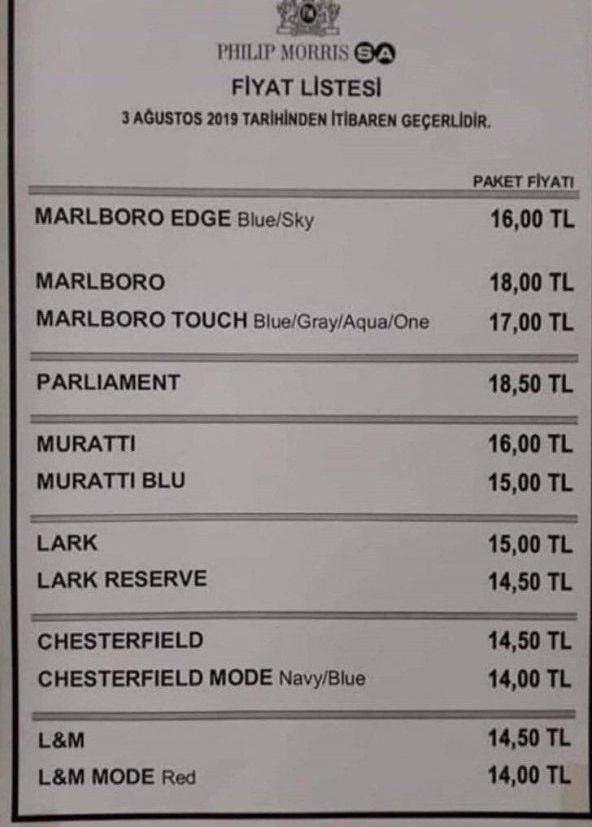 PHILIP MORRIS SA
FİYAT LİSTESİ
3 AĞUSTOS 2019 TARİHİNDEN İTİBAREN GEÇERLİDİR.
PAKET FİYATI
MARLBORO EDGE Blue/Sky 16,00 TL
MARLBORO 18,00 TL
MARLBORO TOUCH Blue/Gray/Aqua/One 17,00 TL
PARLIAMENT 18,50 TL
MURATTI 16,00 TL
MURATTI BLU 15,00 TL
LARK 15,00 TL
LARK RESERVE 14,50 TL
CHESTERFIELD 14,50 TL
CHESTERFIELD MODE Navy/Blue 14,00 TL
L&M 14,50 TL
L&M MODE Red 14,00 TL